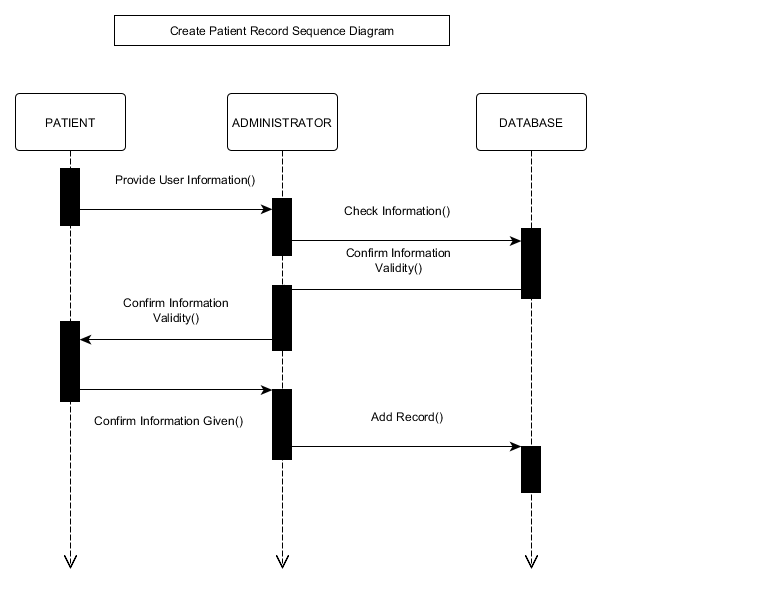 Create Patient Record Sequence Diagram
PATIENT
ADMINISTRATOR
DATABASE
Provide User Information()
Check Information()
Confirm Information
Validity()
Confirm Information
Validity()
Confirm Information Given()
Add Record()